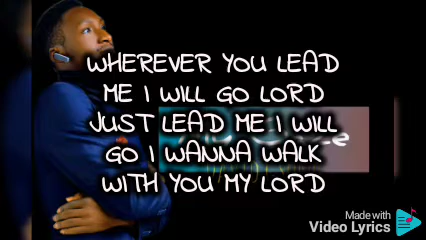 WHEREVER YOU LEAD
ME I WILL GO LORD
JUST LEAD ME I WILL
GO I WANNA WALK
WITH YOU MY LORD
Made with
Video Lyrics